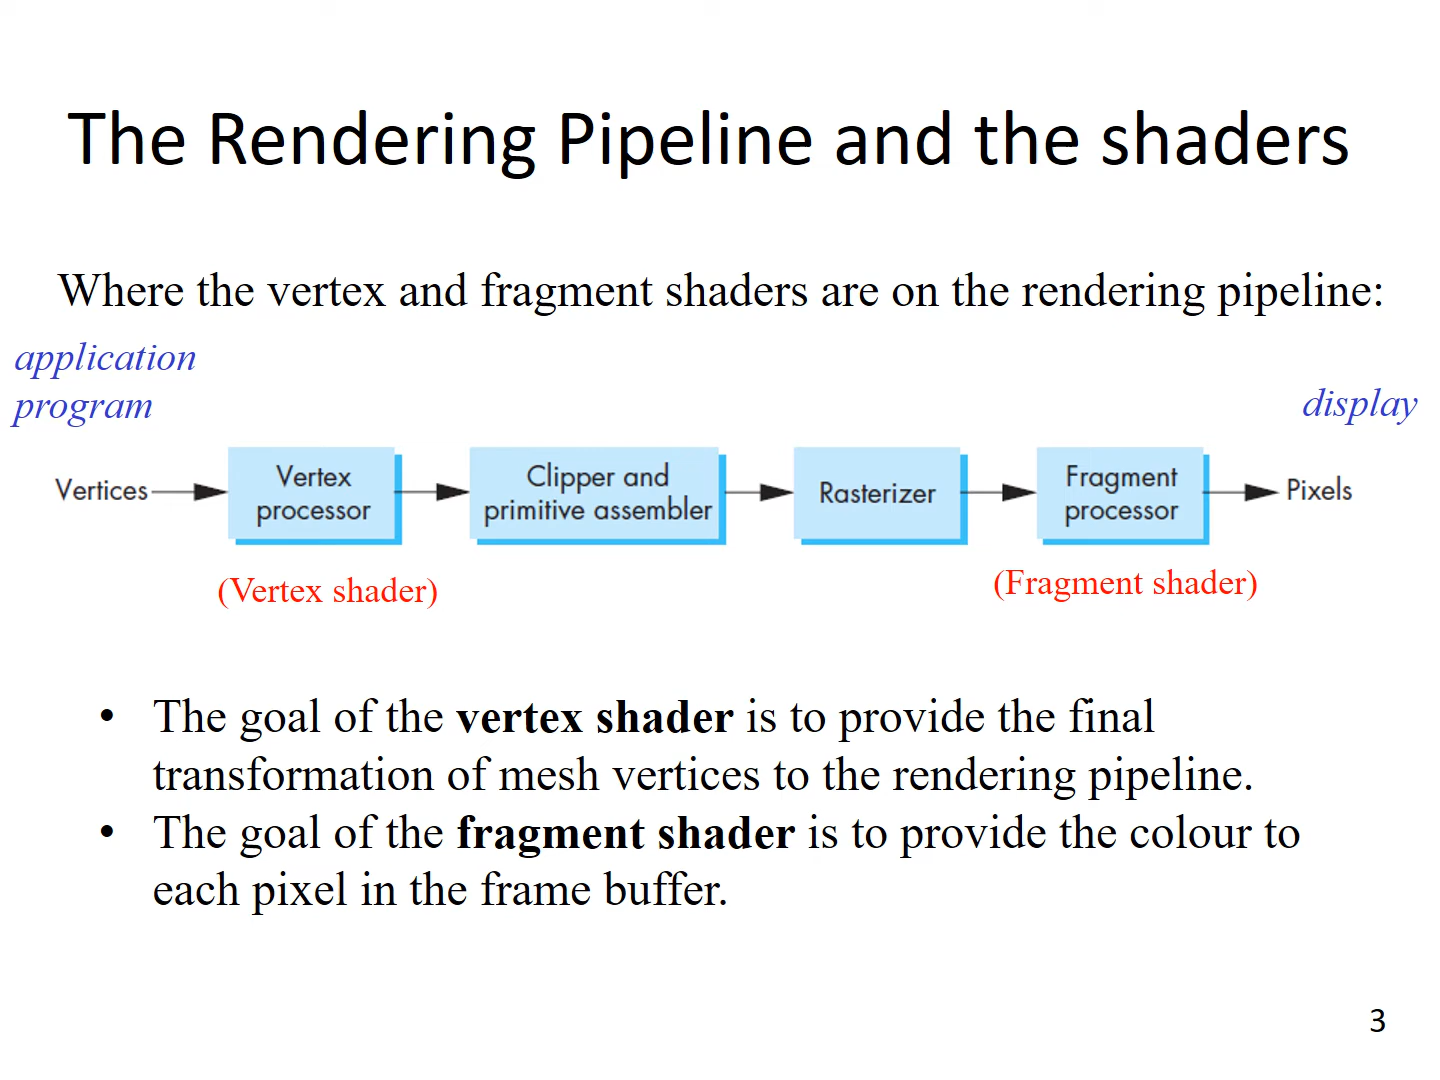 The Rendering Pipeline and the shaders
Where the vertex and fragment shaders are on the rendering pipeline:
application
program
display
Vertices
Vertex
processor
Clipper and
primitive assembler
Rasterizer
Fragment
processor
Pixels
(Vertex shader)
(Fragment shader)
• The goal of the vertex shader is to provide the final
transformation of mesh vertices to the rendering pipeline.
• The goal of the fragment shader is to provide the colour to
each pixel in the frame buffer.
3